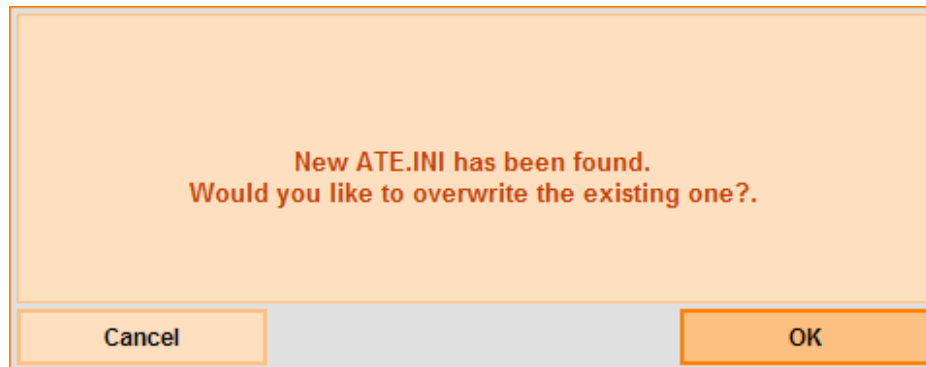 New ATE.INI has been found.
Would you like to overwrite the existing one?.
Cancel
OK